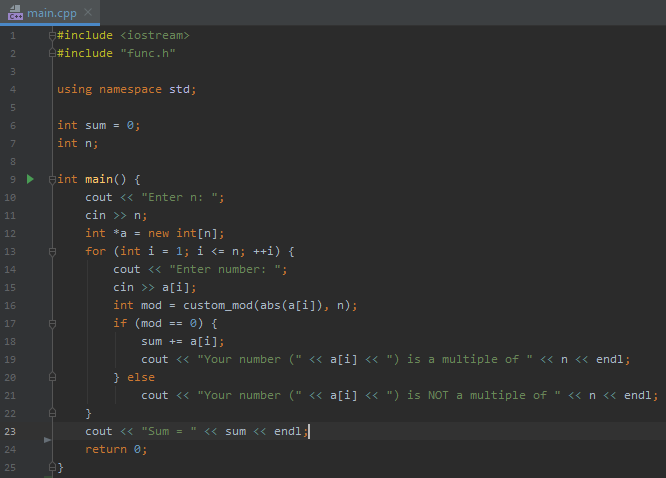 main.cpp
1 #include <iostream>
2 #include "func.h"
3
4 using namespace std;
5
6 int sum = 0;
7 int n;
8
9 int main() {
10     cout << "Enter n: ";
11     cin >> n;
12     int *a = new int[n];
13     for (int i = 1; i <= n; ++i) {
14         cout << "Enter number: ";
15         cin >> a[i];
16         int mod = custom_mod(abs(a[i]), n);
17         if (mod == 0) {
18             sum += a[i];
19             cout << "Your number (" << a[i] << ") is a multiple of " << n << endl;
20         } else
21             cout << "Your number (" << a[i] << ") is NOT a multiple of " << n << endl;
22     }
23     cout << "Sum = " << sum << endl;
24     return 0;
25 }